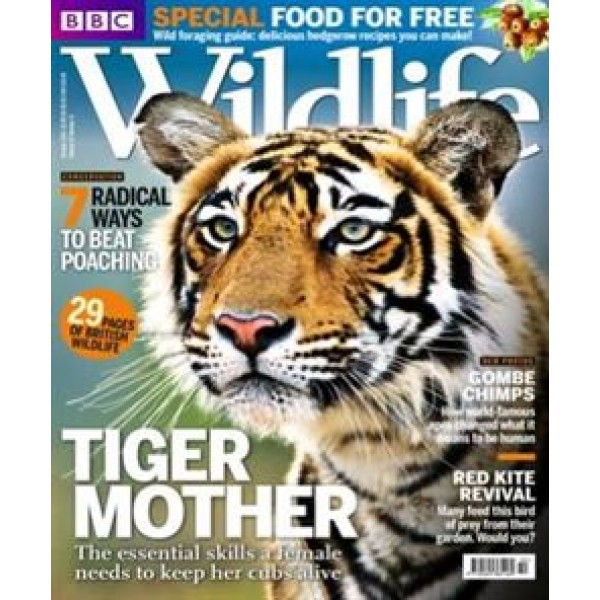 BBC
SPECIAL FOOD FOR FREE
Wild foraging guide: delicious hedgerow recipes you can make!
Wildlife
CONSERVATION
7 RADICAL
WAYS
TO BEAT
POACHING
29 PAGES
OF BRITISH
WILDLIFE
NEW PHOTOS
GOMBE
CHIMPS
How world-famous
apes changed what it
means to be human
TIGER
MOTHER
The essential skills a female
needs to keep her cubs alive
RED KITE
REVIVAL
Many feed this bird
of prey from their
garden. Would you?